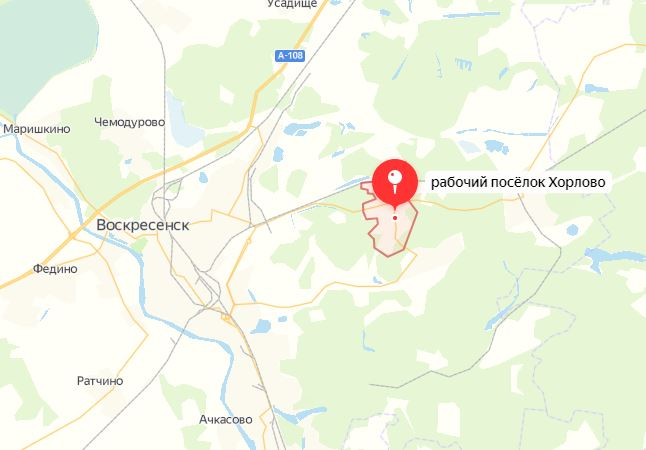 Усадище
А-108
Чемодурово
Маришкино
рабочий посёлок Хорлово
Воскресенск
Федино
Ратчино
Ачкасово